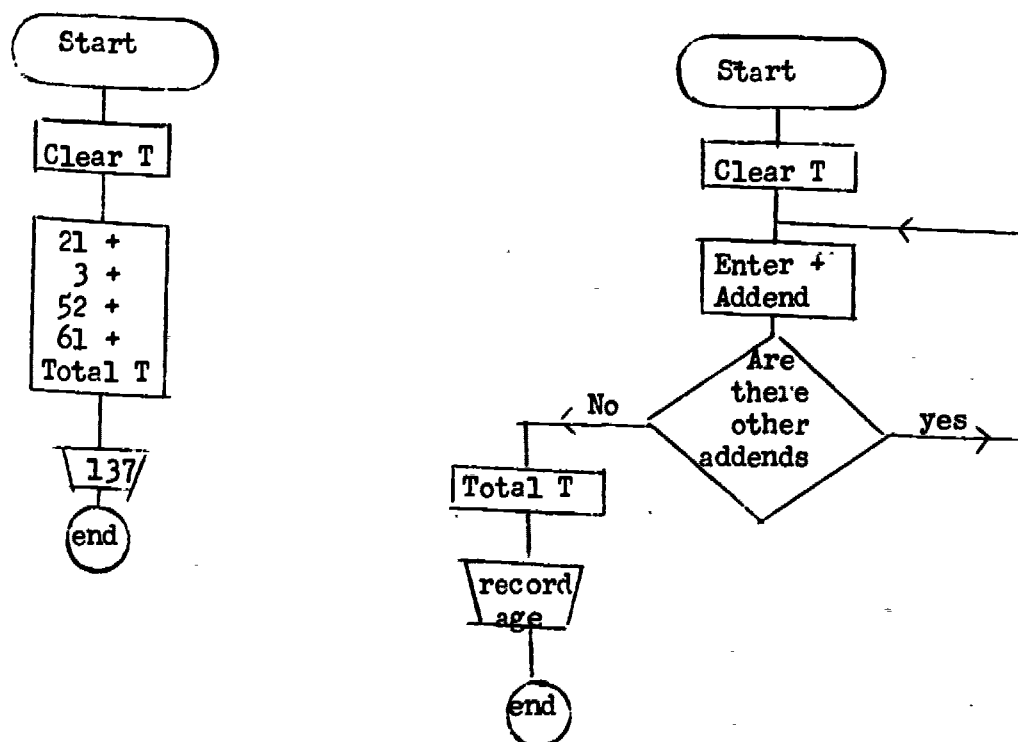 Start
Clear T
21 +
3 +
52 +
61 +
Total T
137
end
Start
Clear T
Enter +
Addend
Are
there
other
addends
No
yes
Total T
record
age
end